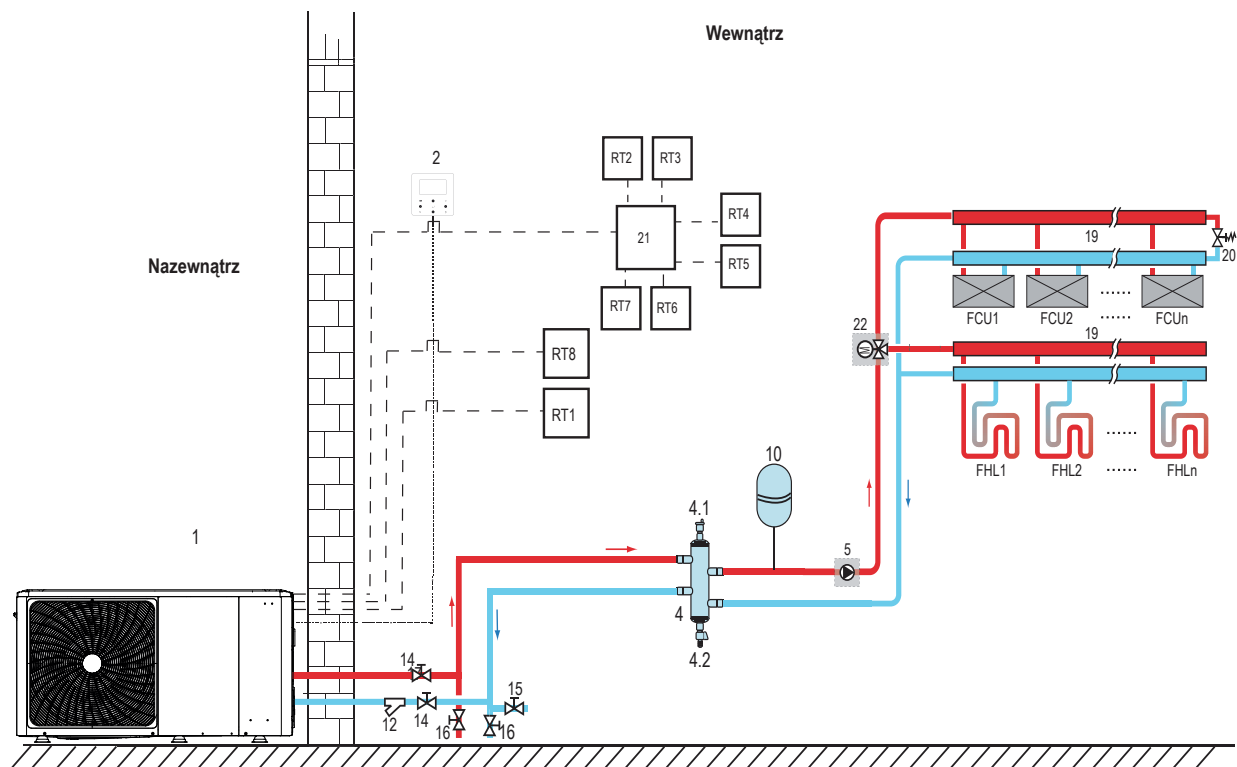 Wewnątrz
Nazewnątrz
2
RT2
RT3
RT4
21
RT5
RT7
RT6
RT8
RT1
19
20
FCU1
FCU2
......
......
FCUn
22
19
FHL1
FHL2
......
......
FHLn
10
4.1
5
4
4.2
1
14
15
12
14
16
16